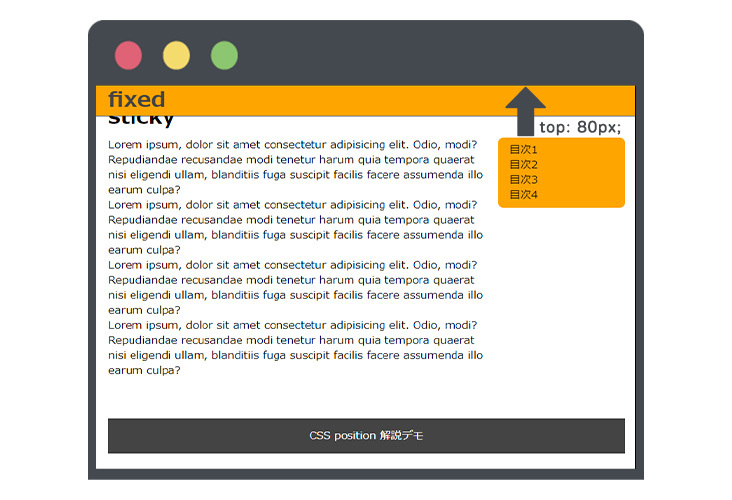 fixed
sticky
top: 80px;
目次1
目次2
目次3
目次4
Lorem ipsum, dolor sit amet consectetur adipisicing elit. Odio, modi?
Repudiandae recusandae modi tenetur harum quia tempora quaerat
nisi eligendi ullam, blanditiis fuga suscipit facilis facere assumenda illo
earum culpa?
Lorem ipsum, dolor sit amet consectetur adipisicing elit. Odio, modi?
Repudiandae recusandae modi tenetur harum quia tempora quaerat
nisi eligendi ullam, blanditiis fuga suscipit facilis facere assumenda illo
earum culpa?
Lorem ipsum, dolor sit amet consectetur adipisicing elit. Odio, modi?
Repudiandae recusandae modi tenetur harum quia tempora quaerat
nisi eligendi ullam, blanditiis fuga suscipit facilis facere assumenda illo
earum culpa?
Lorem ipsum, dolor sit amet consectetur adipisicing elit. Odio, modi?
Repudiandae recusandae modi tenetur harum quia tempora quaerat
nisi eligendi ullam, blanditiis fuga suscipit facilis facere assumenda illo
earum culpa?
CSS position 解説デモ